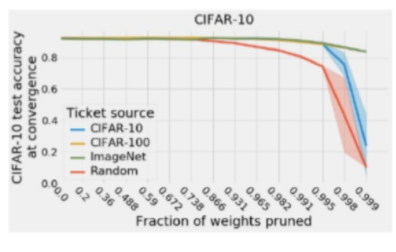 CIFAR-10
CIFAR-10 test accuracy
at convergence
0.8
0.6
0.4
0.2
0.0
Ticket source
CIFAR-10
CIFAR-100
ImageNet
Random
0.0 0.2 0.36 0.488 0.59 0.672 0.738 0.866 0.931 0.965 0.982 0.991 0.995 0.998 0.999
Fraction of weights pruned